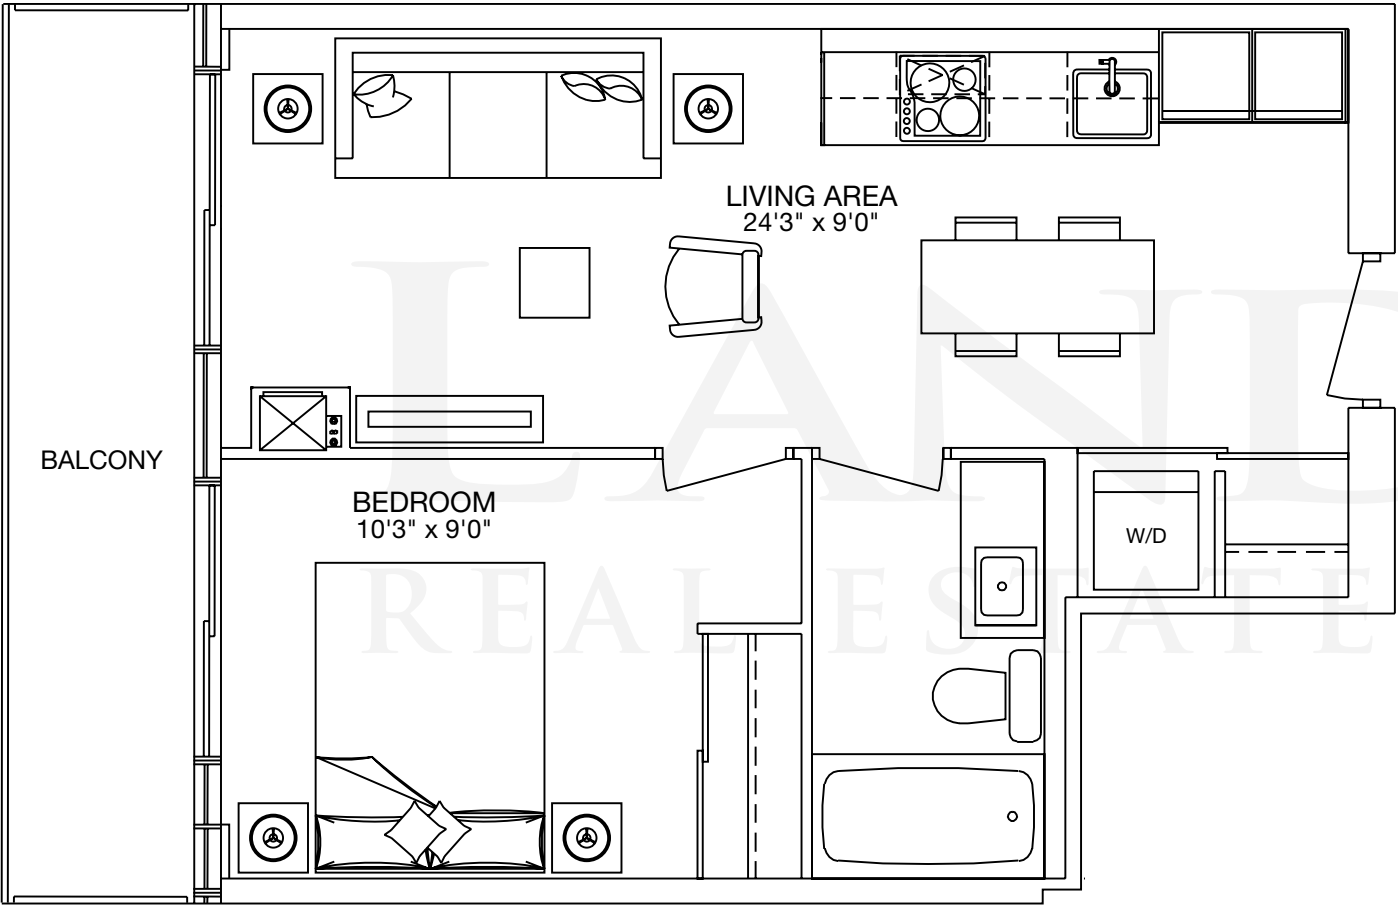 LIVING AREA
24'3" x 9'0"
BALCONY
BEDROOM
10'3" x 9'0"
W/D
LAND
REAL ESTATE